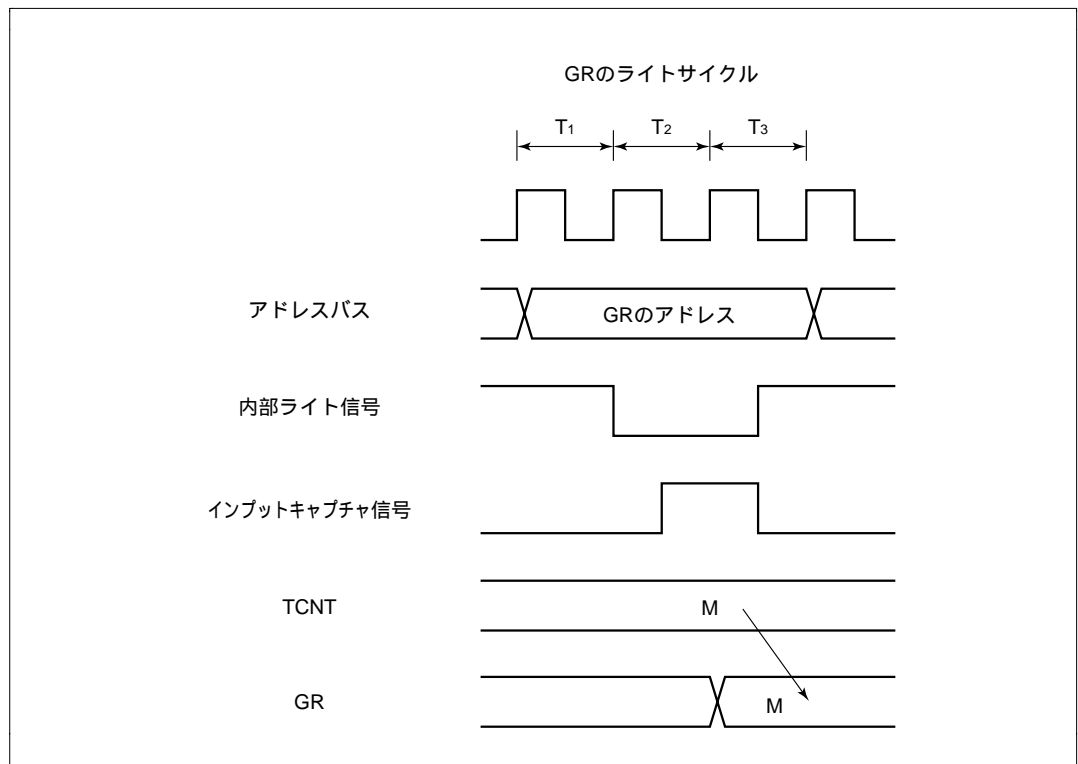 GRのライトサイクル
T1 T2 T3
アドレスバス GRのアドレス
内部ライト信号
インプットキャプチャ信号
TCNT M
GR M